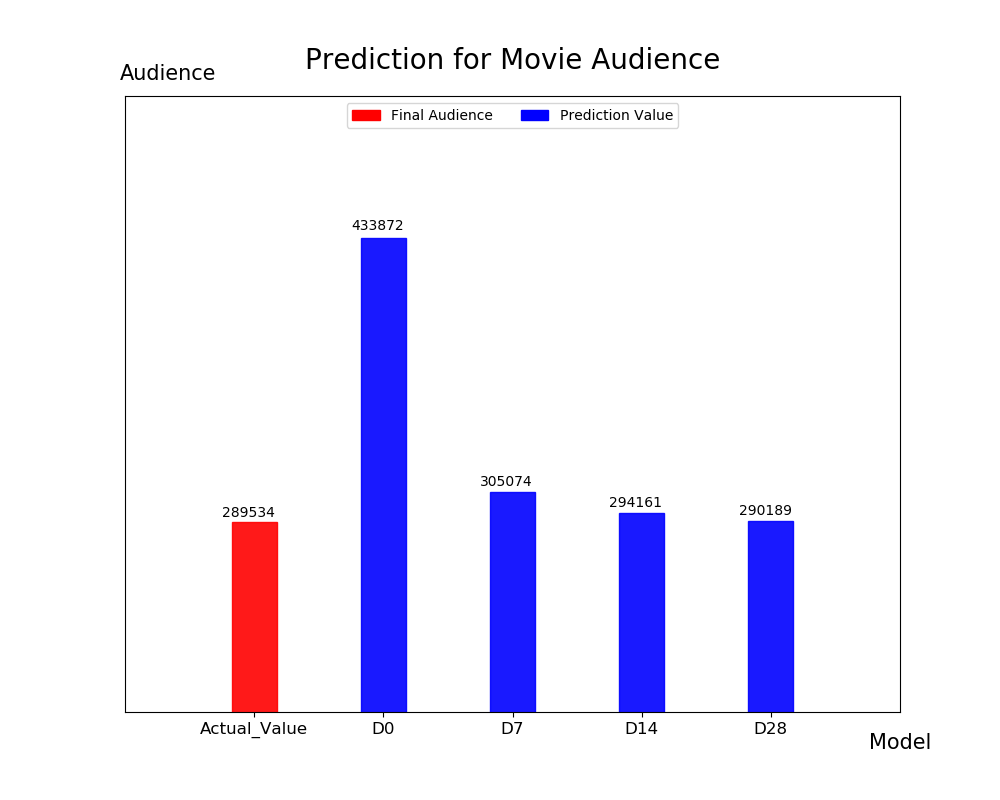 Prediction for Movie Audience
Audience
Final Audience Prediction Value
433872
305074
294161
290189
289534
Actual_Value D0 D7 D14 D28
Model